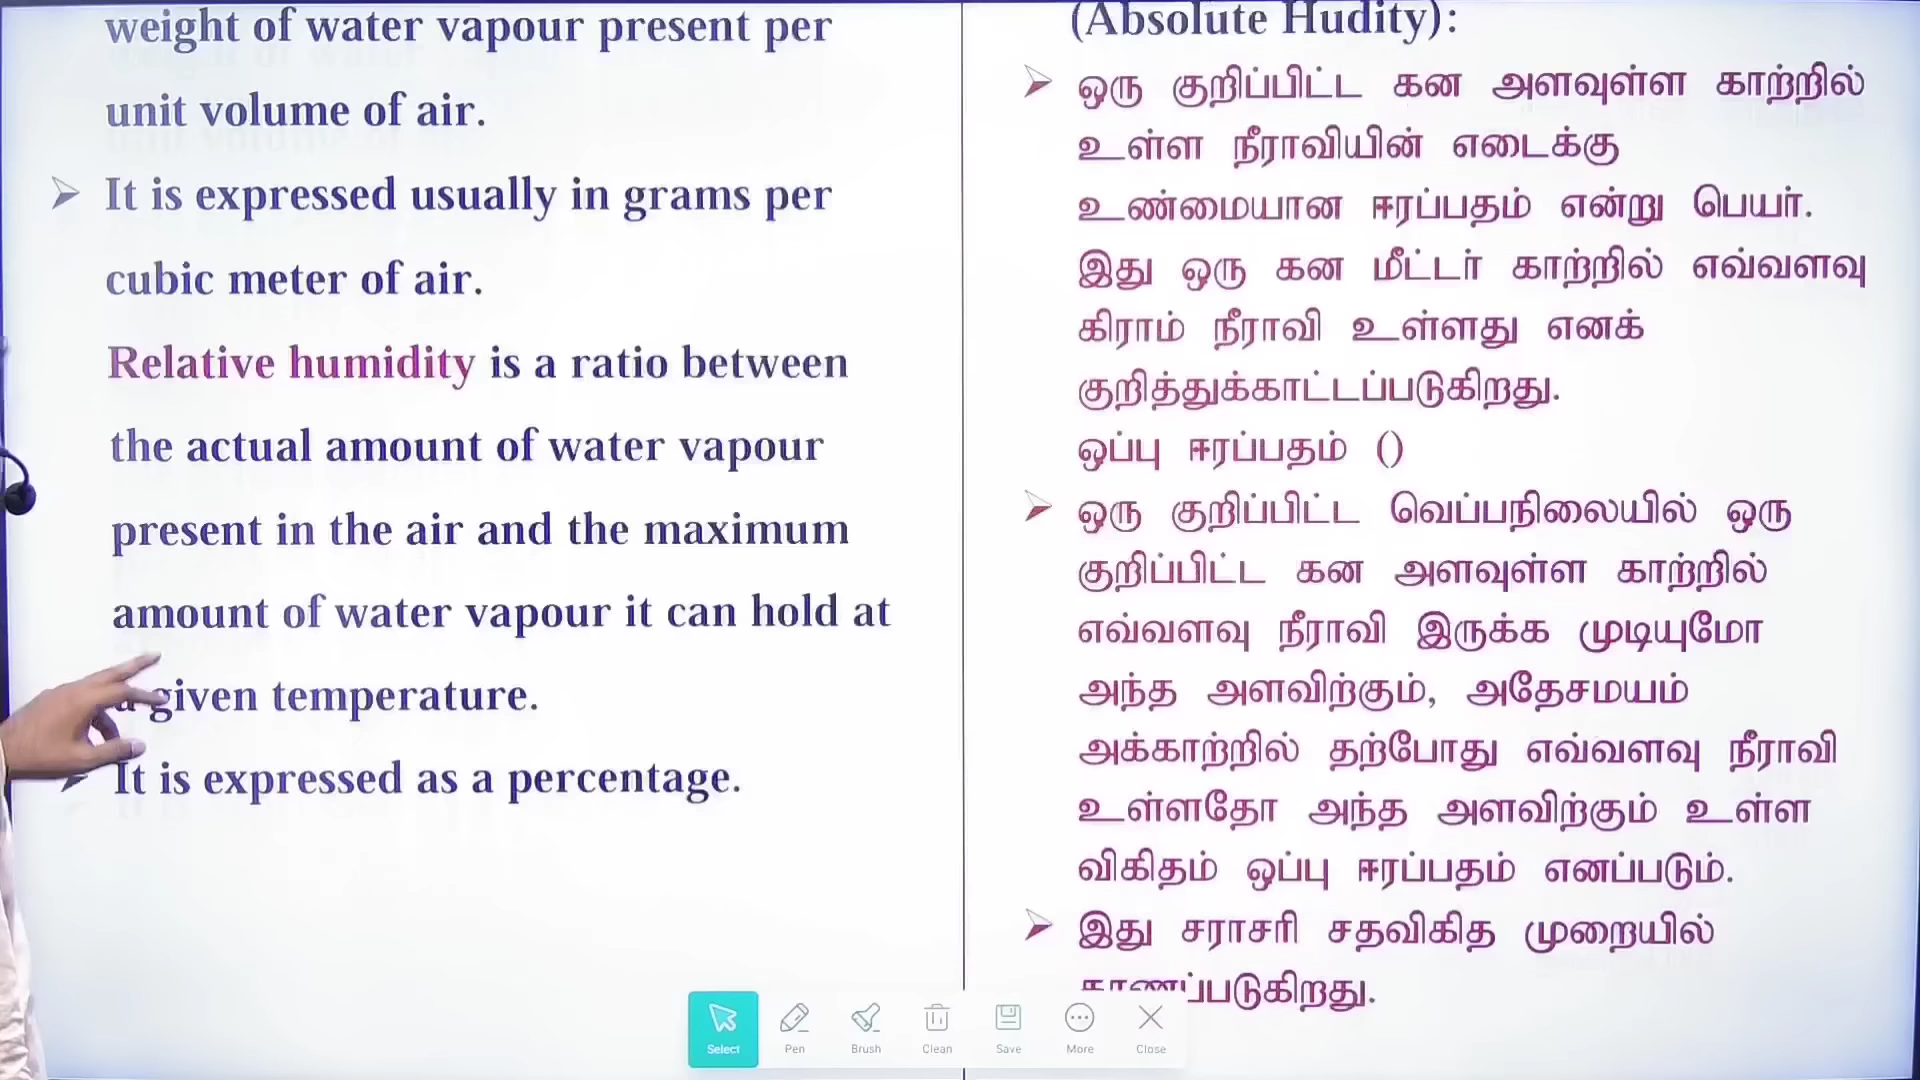 weight of water vapour present per
unit volume of air.
It is expressed usually in grams per
cubic meter of air.
Relative humidity is a ratio between
the actual amount of water vapour
present in the air and the maximum
amount of water vapour it can hold at
a given temperature.
It is expressed as a percentage.
(Absolute Hudity):
ஒரு குறிப்பிட்ட கன அளவுள்ள காற்றில்
உள்ள நீராவியின் எடைக்கு
உண்மையான ஈரப்பதம் என்று பெயர்.
இது ஒரு கன மீட்டர் காற்றில் எவ்வளவு
கிராம் நீராவி உள்ளது எனக்
குறித்துக்காட்டப்படுகிறது.
ஒப்பு ஈரப்பதம் ()
ஒரு குறிப்பிட்ட வெப்பநிலையில் ஒரு
குறிப்பிட்ட கன அளவுள்ள காற்றில்
எவ்வளவு நீராவி இருக்க முடியுமோ
அந்த அளவிற்கும், அதேசமயம்
அக்காற்றில் தற்போது எவ்வளவு நீராவி
உள்ளதோ அந்த அளவிற்கும் உள்ள
விகிதம் ஒப்பு ஈரப்பதம் எனப்படும்.
இது சராசரி சதவிகித முறையில்
காணப்படுகிறது.
Select Pen Brush Clean Save More Close